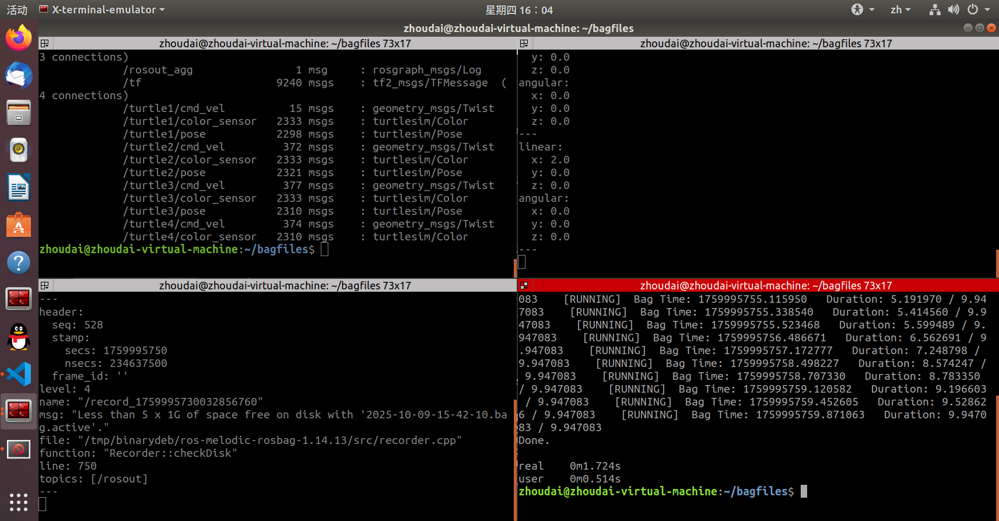 活动
X-terminal-emulator
星期四 16：04
zh
zhoudai@zhoudai-virtual-machine: ~/bagfiles
zhoudai@zhoudai-virtual-machine: ~/bagfiles 73x17
3 connections)
/rosout_agg 1 msg : rosgraph_msgs/Log
/tf 9240 msgs : tf2_msgs/TFMessage (
4 connections)
/turtle1/cmd_vel 15 msgs : geometry_msgs/Twist
/turtle1/color_sensor 2333 msgs : turtlesim/Color
/turtle1/pose 2298 msgs : turtlesim/Pose
/turtle2/cmd_vel 372 msgs : geometry_msgs/Twist
/turtle2/color_sensor 2333 msgs : turtlesim/Color
/turtle2/pose 2321 msgs : turtlesim/Pose
/turtle3/cmd_vel 377 msgs : geometry_msgs/Twist
/turtle3/color_sensor 2333 msgs : turtlesim/Color
/turtle3/pose 2310 msgs : turtlesim/Pose
/turtle4/cmd_vel 374 msgs : geometry_msgs/Twist
/turtle4/color_sensor 2310 msgs : turtlesim/Color
zhoudai@zhoudai-virtual-machine:~/bagfiles$
zhoudai@zhoudai-virtual-machine: ~/bagfiles 73x17
y: 0.0
z: 0.0
angular:
x: 0.0
y: 0.0
z: 0.0
---
linear:
x: 2.0
y: 0.0
z: 0.0
angular:
x: 0.0
y: 0.0
z: 0.0
---
zhoudai@zhoudai-virtual-machine: ~/bagfiles 73x17
---
header:
seq: 528
stamp:
secs: 1759995750
nsecs: 234637500
frame_id: ''
level: 4
name: "/record_1759995730032856760"
msg: "Less than 5 x 1G of space free on disk with '2025-10-09-15-42-10.ba
g.active'."
file: "/tmp/binarydeb/ros-melodic-rosbag-1.14.13/src/recorder.cpp"
function: "Recorder::checkDisk"
line: 750
topics: [/rosout]
---
zhoudai@zhoudai-virtual-machine: ~/bagfiles 73x17
083 [RUNNING] Bag Time: 1759995755.115950 Duration: 5.191970 / 9.94
7083 [RUNNING] Bag Time: 1759995755.338540 Duration: 5.414560 / 9.9
47083 [RUNNING] Bag Time: 1759995755.523468 Duration: 5.599489 / 9.
947083 [RUNNING] Bag Time: 1759995756.486671 Duration: 6.562691 / 9
.947083 [RUNNING] Bag Time: 1759995757.172777 Duration: 7.248798 /
9.947083 [RUNNING] Bag Time: 1759995758.498227 Duration: 8.574247 /
9.947083 [RUNNING] Bag Time: 1759995758.707330 Duration: 8.783350
/ 9.947083 [RUNNING] Bag Time: 1759995759.120582 Duration: 9.196603
/ 9.947083 [RUNNING] Bag Time: 1759995759.452605 Duration: 9.52862
6 / 9.947083 [RUNNING] Bag Time: 1759995759.871063 Duration: 9.9470
83 / 9.947083
Done.
real 0m1.724s
user 0m0.514s
zhoudai@zhoudai-virtual-machine:~/bagfiles$